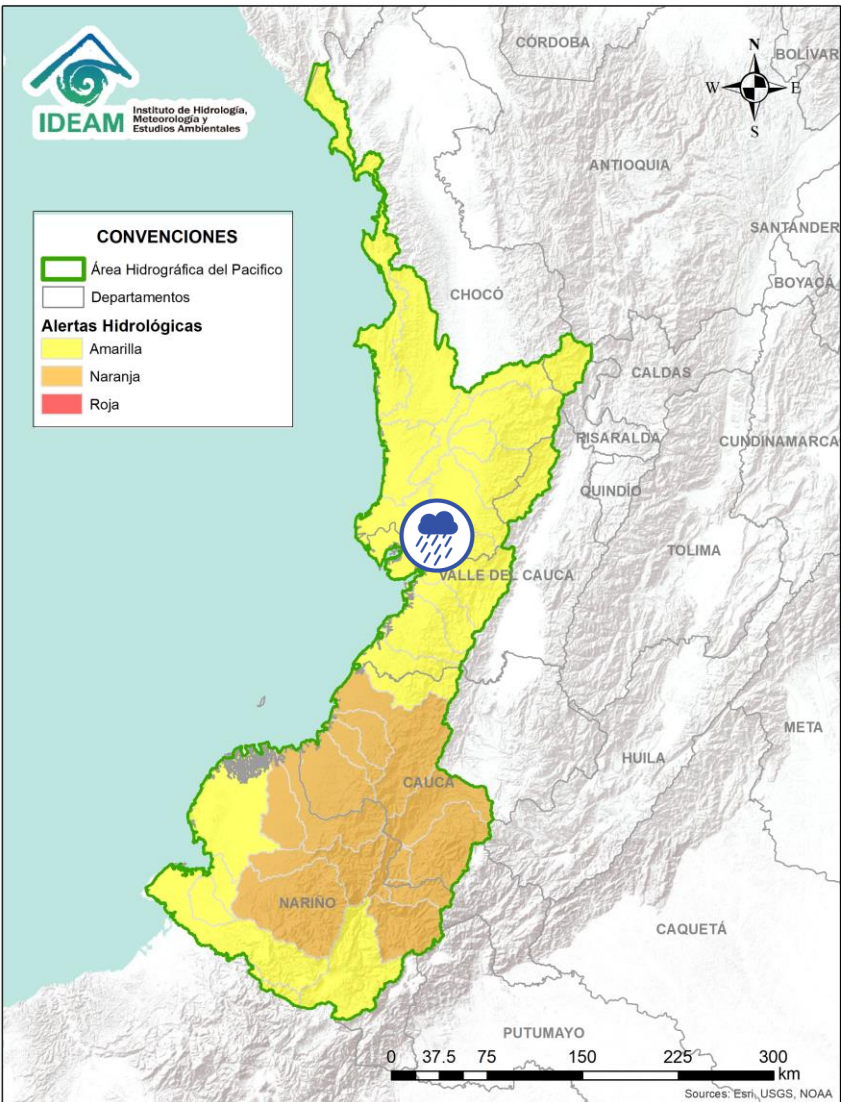 IDEAM
Instituto de Hidrología,
Meteorología y
Estudios Ambientales
N
W
E
S
CÓRDOBA
BOLÍVAR
ANTIOQUIA
SANTANDER
BOYACÁ
CHOCÓ
CONVENCIONES
Área Hidrográfica del Pacifico
Departamentos
Alertas Hidrológicas
Amarilla
Naranja
Roja
CALDAS
RISARALDA
CUNDINAMARCA
QUINDÍO
TOLIMA
VALLE DEL CAUCA
META
HUILA
CAUCA
NARIÑO
CAQUETÁ
PUTUMAYO
0 37.5 75 150 225 300
km
Sources: Esri, USGS, NOAA